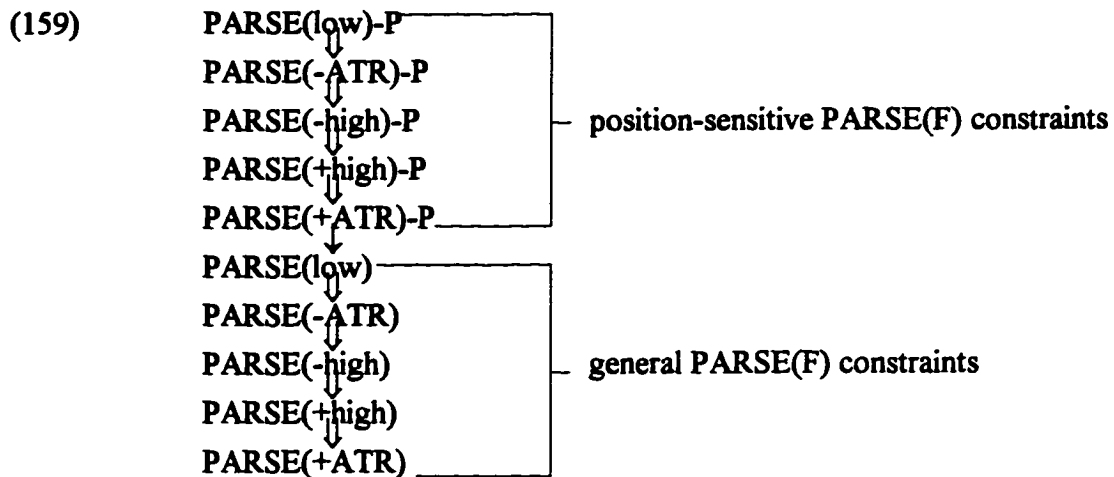 (159) PARSE(low)-P
PARSE(-ATR)-P
PARSE(-high)-P position-sensitive PARSE(F) constraints
PARSE(+high)-P
PARSE(+ATR)-P
PARSE(low)
PARSE(-ATR)
PARSE(-high) general PARSE(F) constraints
PARSE(+high)
PARSE(+ATR)